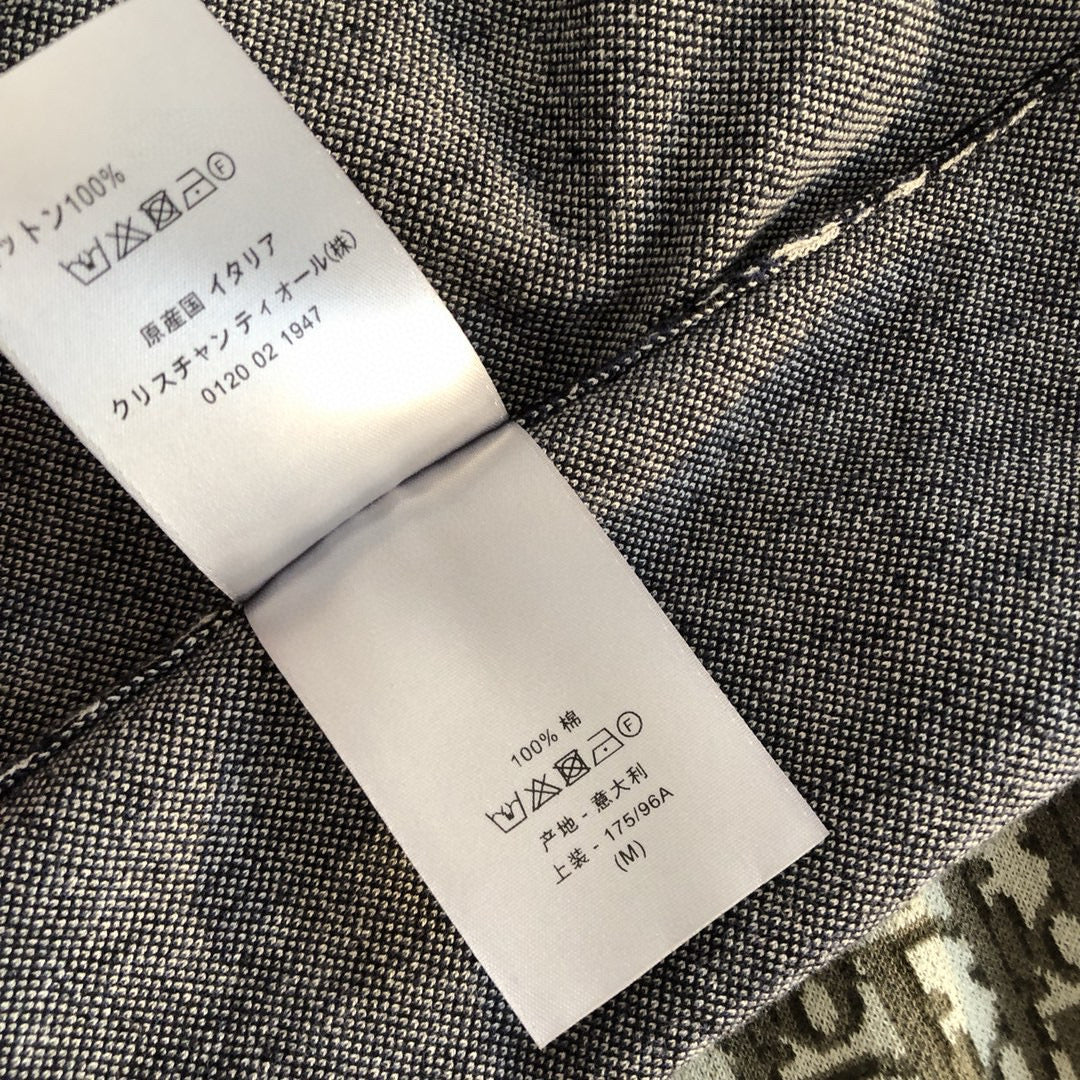 ットン100%
F
原産国 イタリア
クリスチャンティオール(株)
0120 02 1947
100% 棉
F
产地 - 意大利
上装 - 175/96A
(M)